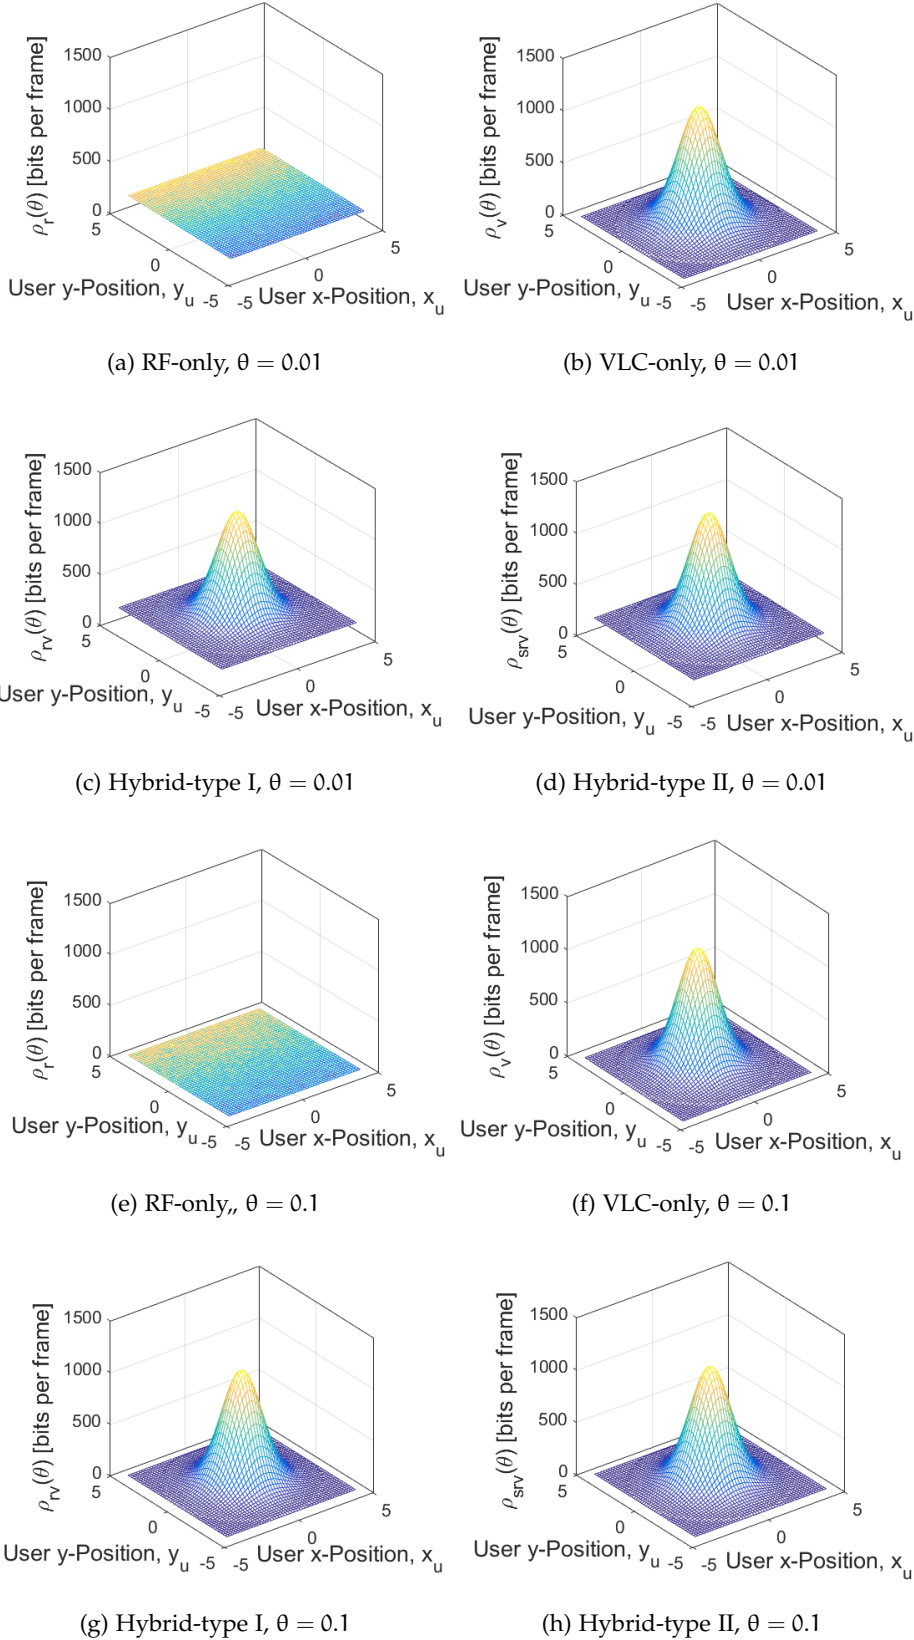 1500
1000
500
0
5
0
-5
-5
0
5
ρr(θ) [bits per frame]
User y-Position, yu
User x-Position, xu
(a) RF-only, θ = 0.01
1500
1000
500
0
5
0
-5
-5
0
5
ρv(θ) [bits per frame]
User y-Position, yu
User x-Position, xu
(b) VLC-only, θ = 0.01
1500
1000
500
0
5
0
-5
-5
0
5
ρrv(θ) [bits per frame]
User y-Position, yu
User x-Position, xu
(c) Hybrid-type I, θ = 0.01
1500
1000
500
0
5
0
-5
-5
0
5
ρsrv(θ) [bits per frame]
User y-Position, yu
User x-Position, xu
(d) Hybrid-type II, θ = 0.01
1500
1000
500
0
5
0
-5
-5
0
5
ρr(θ) [bits per frame]
User y-Position, yu
User x-Position, xu
(e) RF-only,, θ = 0.1
1500
1000
500
0
5
0
-5
-5
0
5
ρv(θ) [bits per frame]
User y-Position, yu
User x-Position, xu
(f) VLC-only, θ = 0.1
1500
1000
500
0
5
0
-5
-5
0
5
ρrv(θ) [bits per frame]
User y-Position, yu
User x-Position, xu
(g) Hybrid-type I, θ = 0.1
1500
1000
500
0
5
0
-5
-5
0
5
ρsrv(θ) [bits per frame]
User y-Position, yu
User x-Position, xu
(h) Hybrid-type II, θ = 0.1